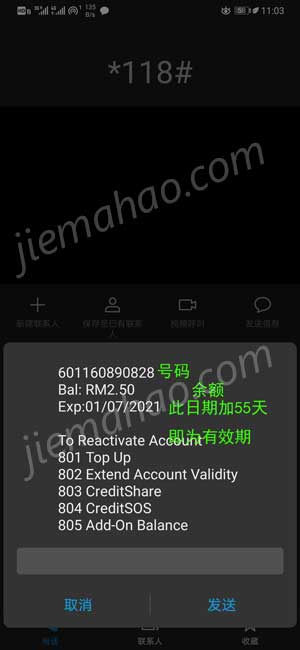 HD
135
B/s
58
11:03
*118#
jiemahao.com
新建联系人
保存至已有联系
人
视频呼叫
发送信息
jiemahao.com
601160890828 号码
Bal: RM2.50 余额
Exp:01/07/2021 此日期加55天
即为有效期
To Reactivate Account
801 Top Up
802 Extend Account Validity
803 CreditShare
804 CreditSOS
805 Add-On Balance
取消
发送
电话
联系人
收藏